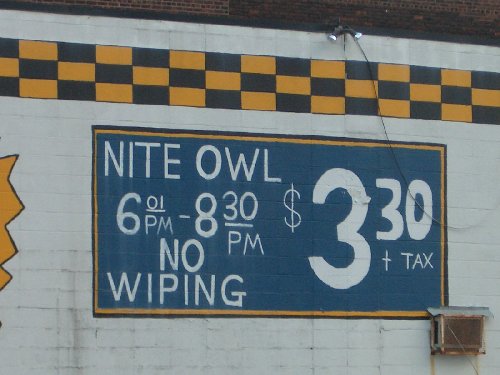 NITE OWL
6 01 PM - 8 30 PM
NO
WIPING
$ 3 30
+ TAX